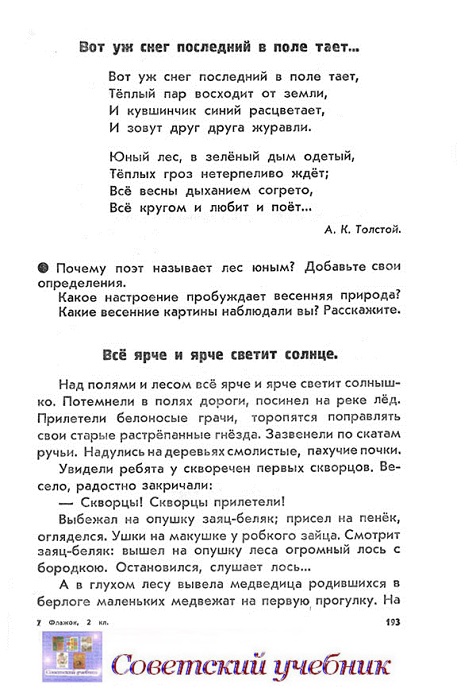 Вот уж снег последний в поле тает...
Вот уж снег последний в поле тает,
Тёплый пар восходит от земли,
И кувшинчик синий расцветает,
И зовут друг друга журавли.
Юный лес, в зелёный дым одетый,
Тёплых гроз нетерпеливо ждёт;
Всё весны дыханием согрето,
Всё кругом и любит и поёт...
А. К. Толстой.
Почему поэт называет лес юным? Добавьте свои
определения.
Какое настроение пробуждает весенняя природа?
Какие весенние картины наблюдали вы? Расскажите.
Всё ярче и ярче светит солнце.
Над полями и лесом всё ярче и ярче светит солныш-
ко. Потемнели в полях дороги, посинел на реке лёд.
Прилетели белоносые грачи, торопятся поправлять
свои старые растрёпанные гнёзда. Зазвенели по скатам
ручьи. Надулись на деревьях смолистые, пахучие почки.
Увидели ребята у скворечен первых скворцов. Ве-
село, радостно закричали:
— Скворцы! Скворцы прилетели!
Выбежал на опушку заяц-беляк; присел на пенёк,
огляделся. Ушки на макушке у робкого зайца. Смотрит
заяц-беляк: вышел на опушку леса огромный лось с
бородкою. Остановился, слушает лось...
А в глухом лесу вывела медведица родившихся в
берлоге маленьких медвежат на первую прогулку. На
7 Флажок, 2 кл.
193
Советский учебник